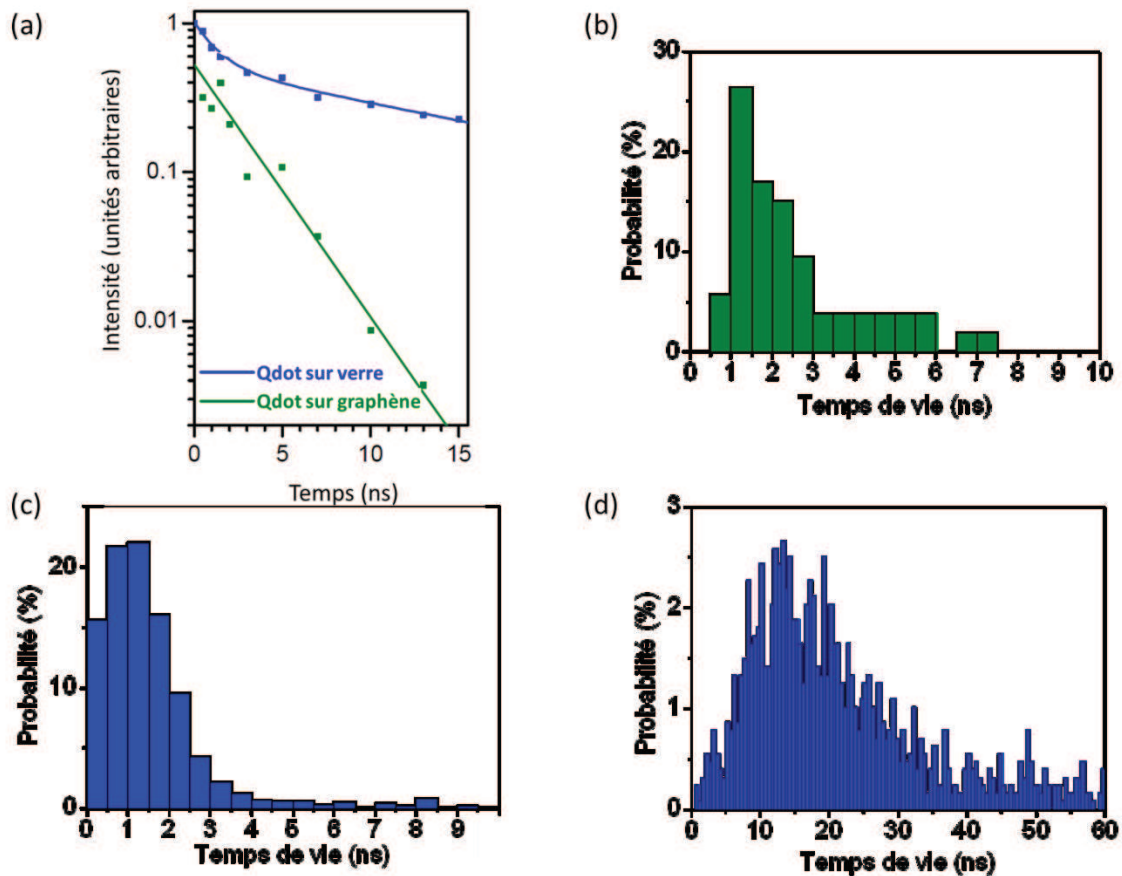 (a)
Intensité (unités arbitraires)
1
0.1
0.01
Qdot sur verre
Qdot sur graphène
0 5 10 15
Temps (ns)
(b)
Probabilité (%)
30
20
10
0
0 1 2 3 4 5 6 7 8 9 10
Temps de vie (ns)
(c)
Probabilité (%)
20
10
0
0 1 2 3 4 5 6 7 8 9
Temps de vie (ns)
(d)
Probabilité (%)
3
2
1
0
0 10 20 30 40 50 60
Temps de vie (ns)